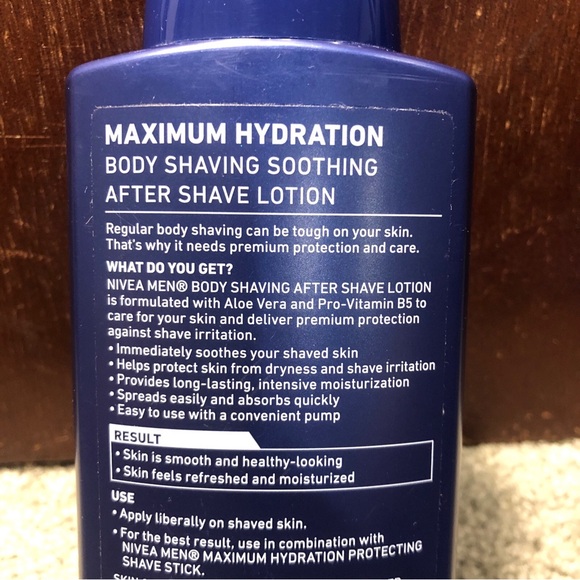 MAXIMUM HYDRATION
BODY SHAVING SOOTHING
AFTER SHAVE LOTION
Regular body shaving can be tough on your skin.
That's why it needs premium protection and care.
WHAT DO YOU GET?
NIVEA MEN® BODY SHAVING AFTER SHAVE LOTION
is formulated with Aloe Vera and Pro-Vitamin B5 to
care for your skin and deliver premium protection
against shave irritation.
• Immediately soothes your shaved skin
• Helps protect skin from dryness and shave irritation
• Provides long-lasting, intensive moisturization
• Spreads easily and absorbs quickly
• Easy to use with a convenient pump
RESULT
• Skin is smooth and healthy-looking
• Skin feels refreshed and moisturized
USE
• Apply liberally on shaved skin.
• For the best result, use in combination with
NIVEA MEN® MAXIMUM HYDRATION PROTECTING
SHAVE STICK.